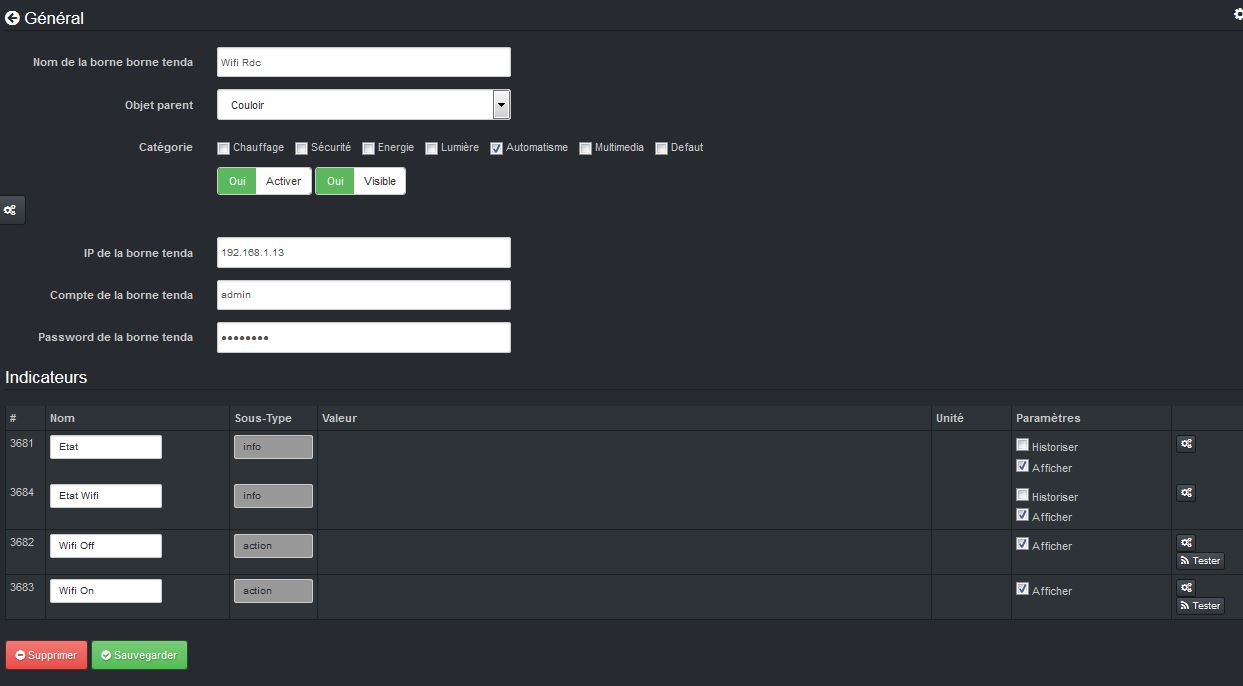 Général
Nom de la borne borne tenda Wifi Rdc
Objet parent Couloir
Catégorie Chauffage Sécurité Energie Lumière Automatisme Multimedia Defaut
Oui Activer Oui Visible
IP de la borne tenda 192.168.1.13
Compte de la borne tenda admin
Password de la borne tenda ••••••••
Indicateurs
# Nom Sous-Type Valeur Unité Paramètres
3681 Etat info Historiser
Afficher
3684 Etat Wifi info Historiser
Afficher
3682 Wifi Off action Afficher
Tester
3683 Wifi On action Afficher
Tester
Supprimer Sauvegarder